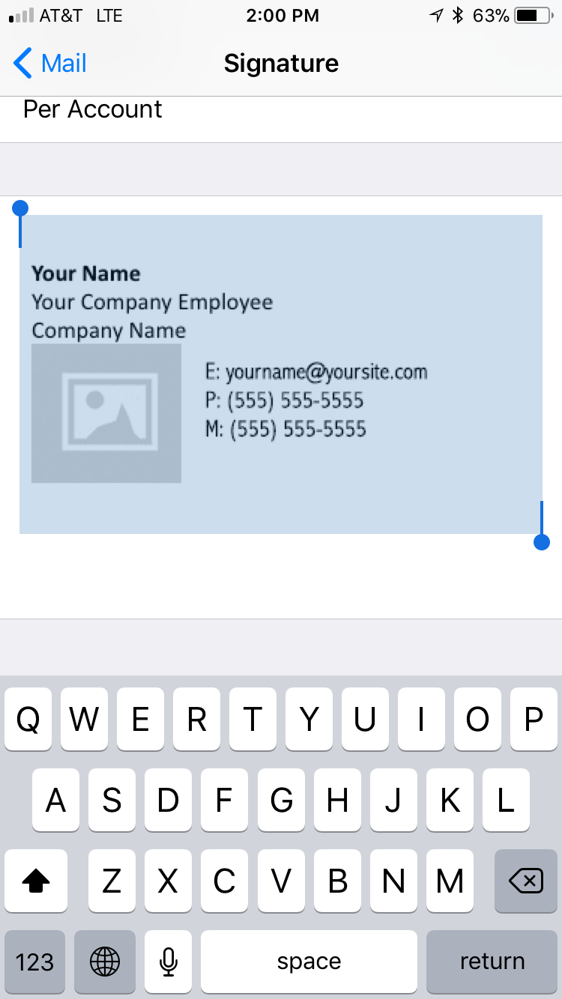 AT&T LTE 2:00 PM 63%
Mail Signature
Per Account
Your Name
Your Company Employee
Company Name
E: yourname@yoursite.com
P: (555) 555-5555
M: (555) 555-5555
Q W E R T Y U I O P
A S D F G H J K L
Z X C V B N M
123 space return